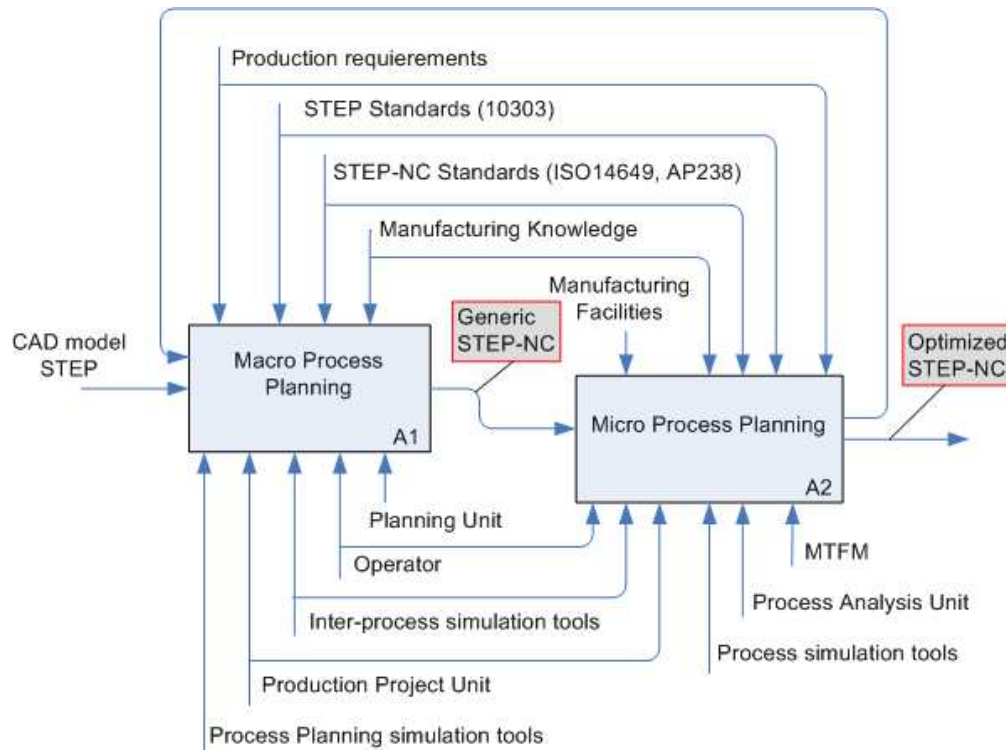 Production requierements
STEP Standards (10303)
STEP-NC Standards (ISO14649, AP238)
Manufacturing Knowledge
Manufacturing
Facilities
Generic
STEP-NC
CAD model
STEP
Macro Process
Planning
A1
Optimized
STEP-NC
Micro Process Planning
A2
Planning Unit
Operator
MTFM
Process Analysis Unit
Inter-process simulation tools
Process simulation tools
Production Project Unit
Process Planning simulation tools